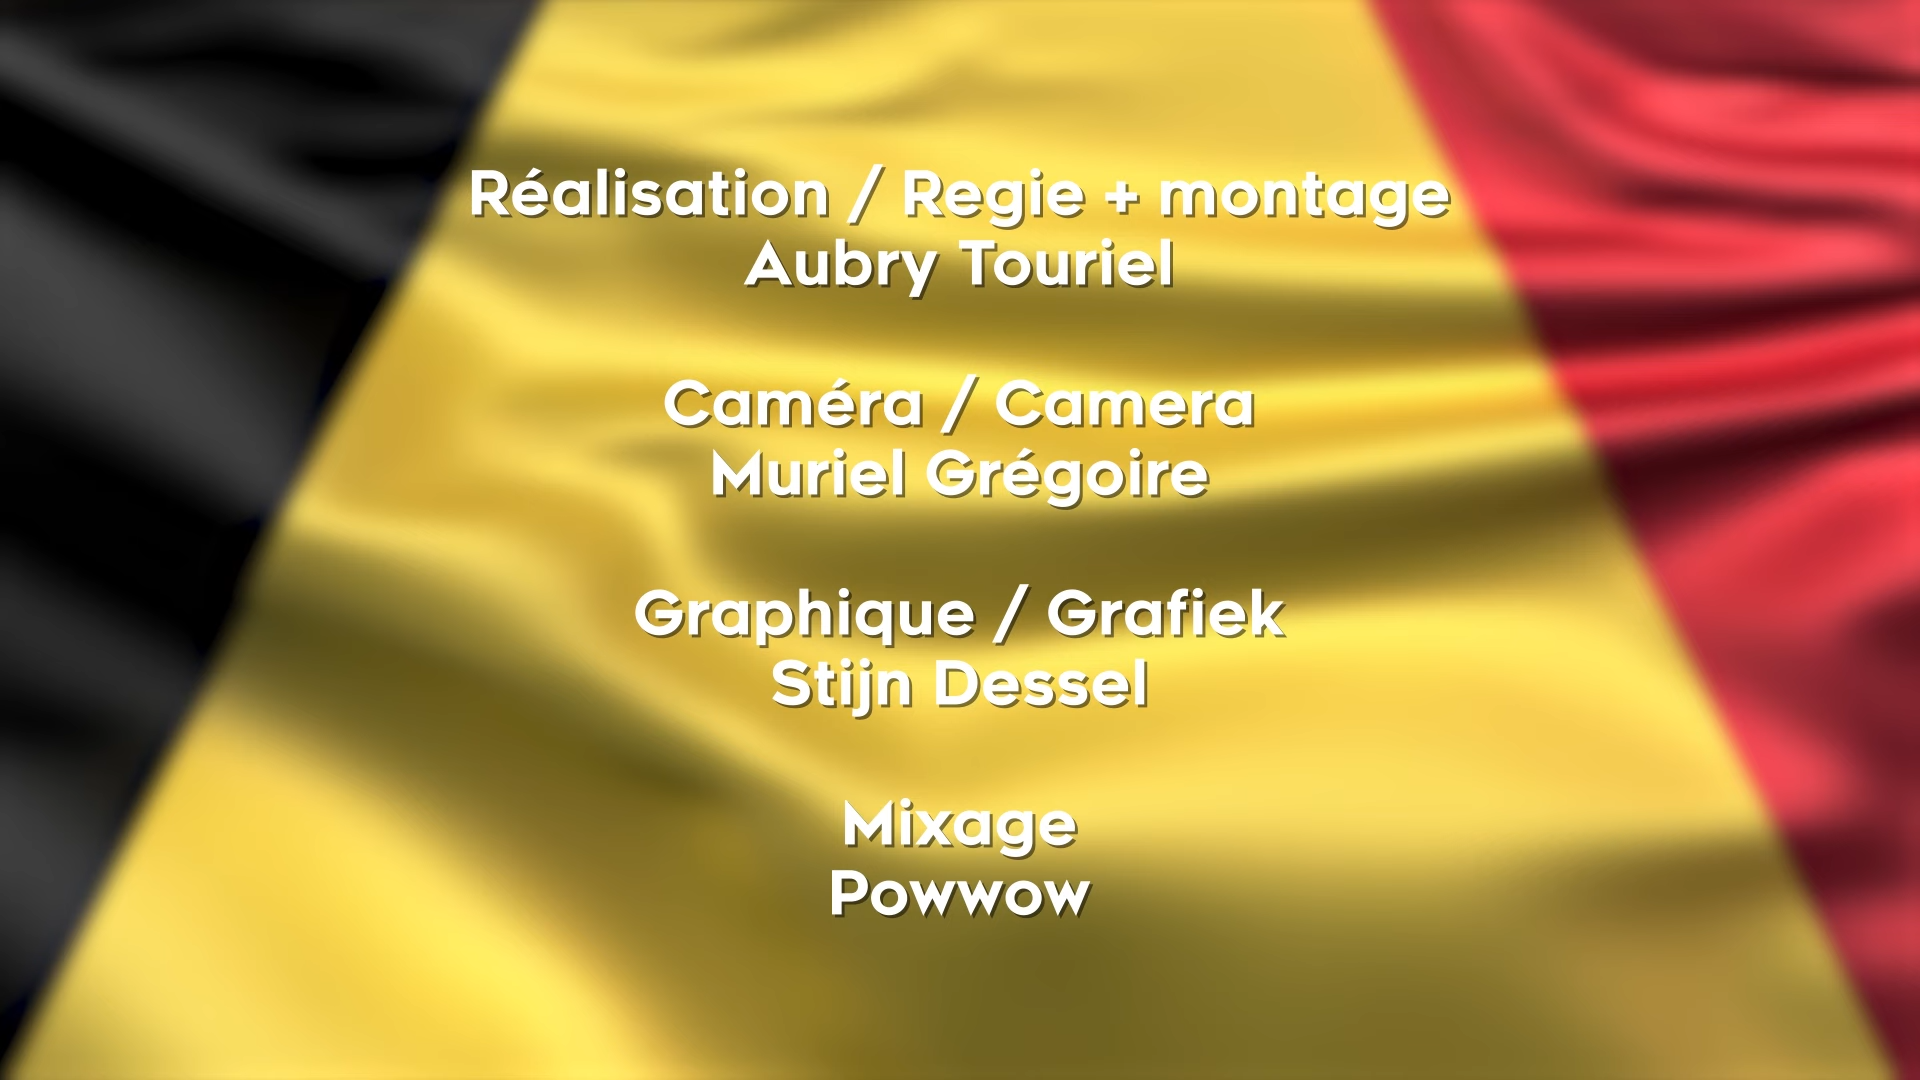 Réalisation / Regie + montage
Aubry Touriel
Caméra / Camera
Muriel Grégoire
Graphique / Grafiek
Stijn Dessel
Mixage
Powwow